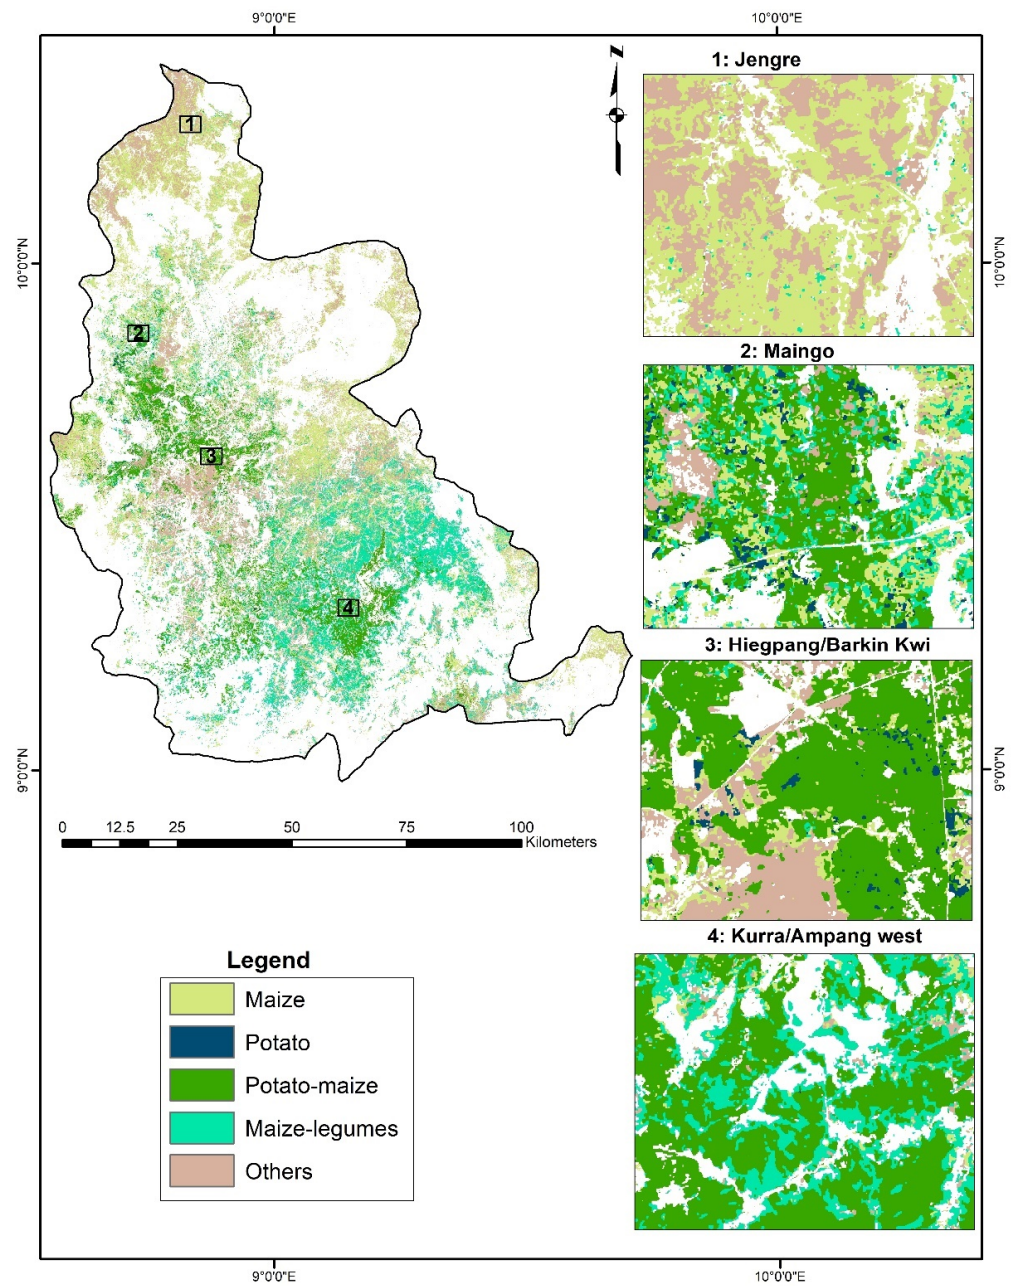 9°0'0"E
10°0'0"E
N
1: Jengre
1
10°0'0"N
10°0'0"N
2
2: Maingo
3
4
3: Hiegpang/Barkin Kwi
9°0'0"N
9°0'0"N
0 12.5 25 50 75 100
Kilometers
4: Kurra/Ampang west
Legend
Maize
Potato
Potato-maize
Maize-legumes
Others
9°0'0"E
10°0'0"E